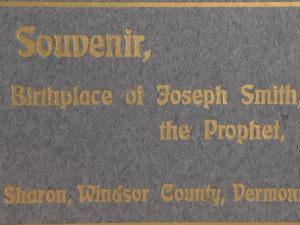 Souvenir,
Birthplace of Joseph Smith,
the Prophet,
Sharon, Windsor County, Vermon